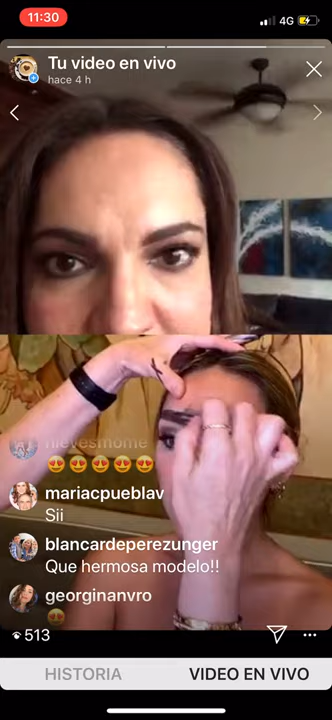 11:30
4G
Tu video en vivo
hace 4 h
nievesmome
😍😍😍😍😍
mariacpueblav
Sii
blancardeperezunger
Que hermosa modelo!!
georginanvro
😍
513
HISTORIA
VIDEO EN VIVO